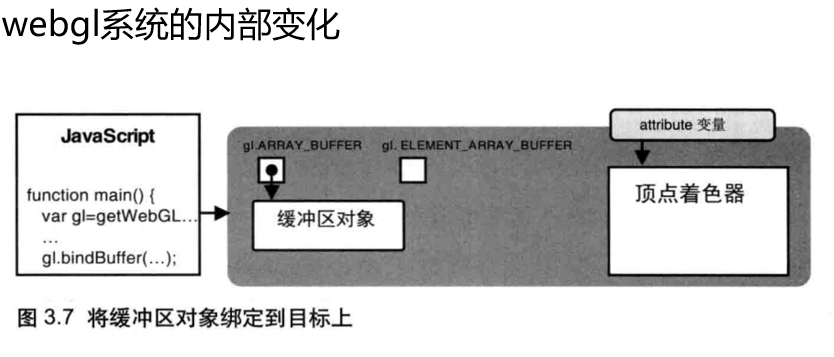 webgl系统的内部变化
JavaScript
function main() {
var gl=getWebGL...
...
gl.bindBuffer(...);
gl.ARRAY_BUFFER
gl. ELEMENT_ARRAY_BUFFER
缓冲区对象
attribute 变量
顶点着色器
图 3.7 将缓冲区对象绑定到目标上